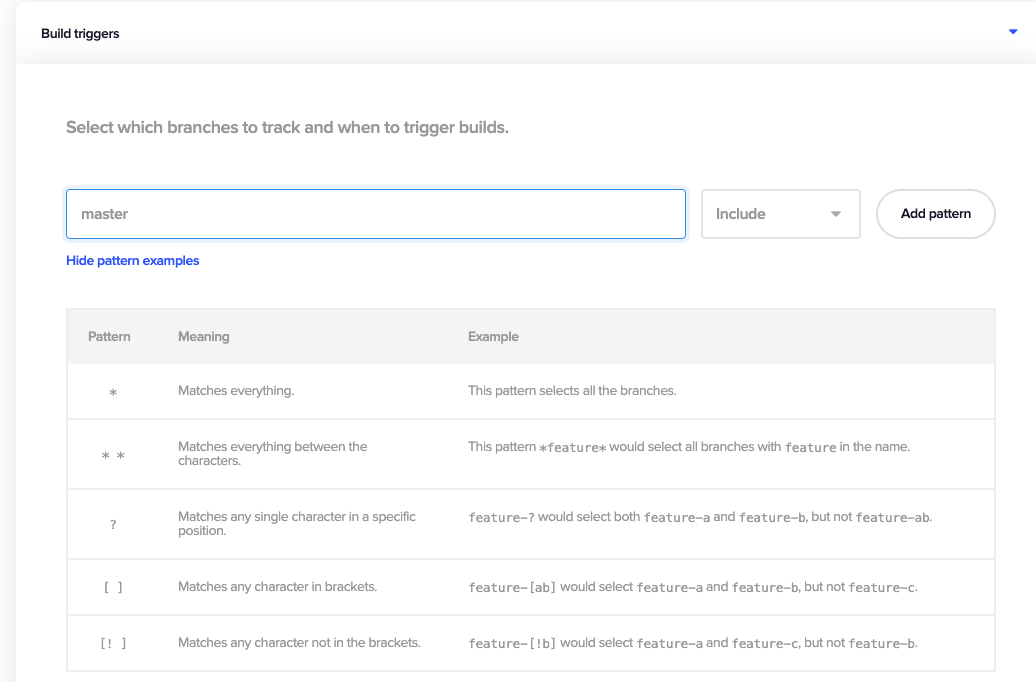 Build triggers
Select which branches to track and when to trigger builds.
master
Include
Add pattern
Hide pattern examples
Pattern Meaning Example
* Matches everything. This pattern selects all the branches.
* * Matches everything between the characters. This pattern *feature* would select all branches with feature in the name.
? Matches any single character in a specific position. feature-? would select both feature-a and feature-b, but not feature-ab.
[ ] Matches any character in brackets. feature-[ab] would select feature-a and feature-b, but not feature-c.
[! ] Matches any character not in the brackets. feature-[!b] would select feature-a and feature-c, but not feature-b.